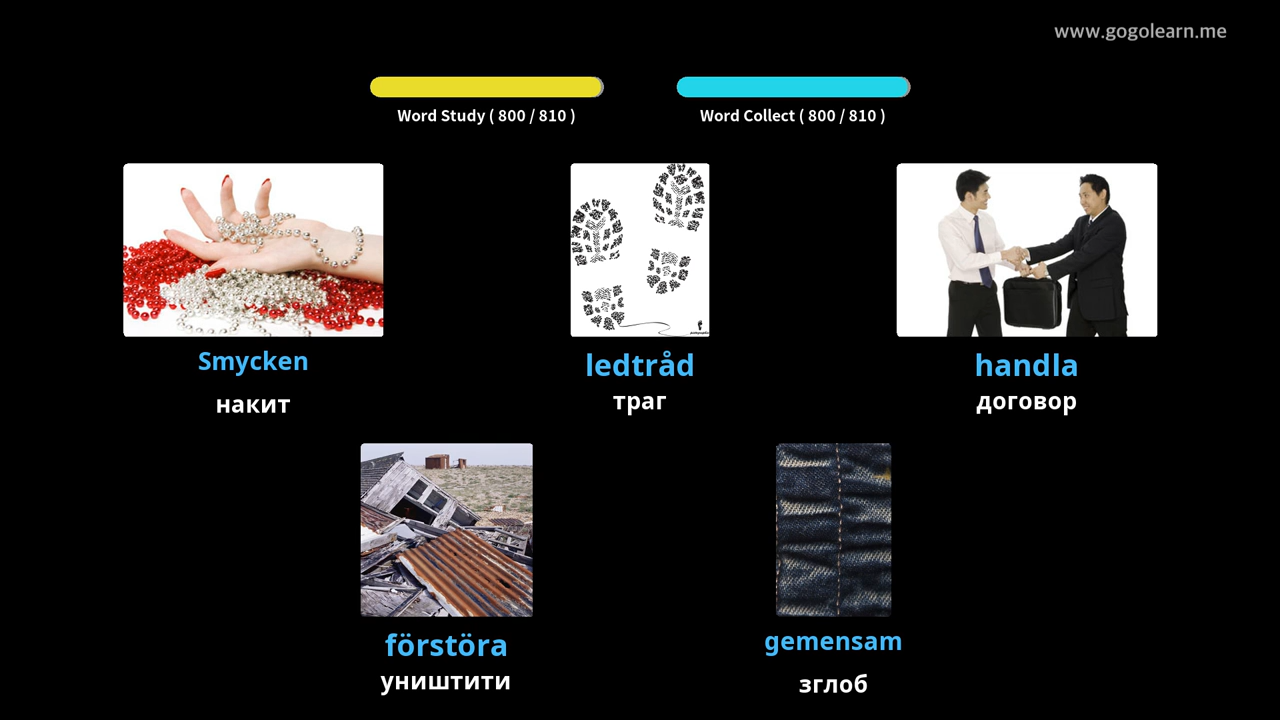 www.gogolearn.me
Word Study ( 800 / 810 )
Word Collect ( 800 / 810 )
Smycken
накит
ledtråd
траг
handla
договор
förstöra
уништити
gemensam
зглоб